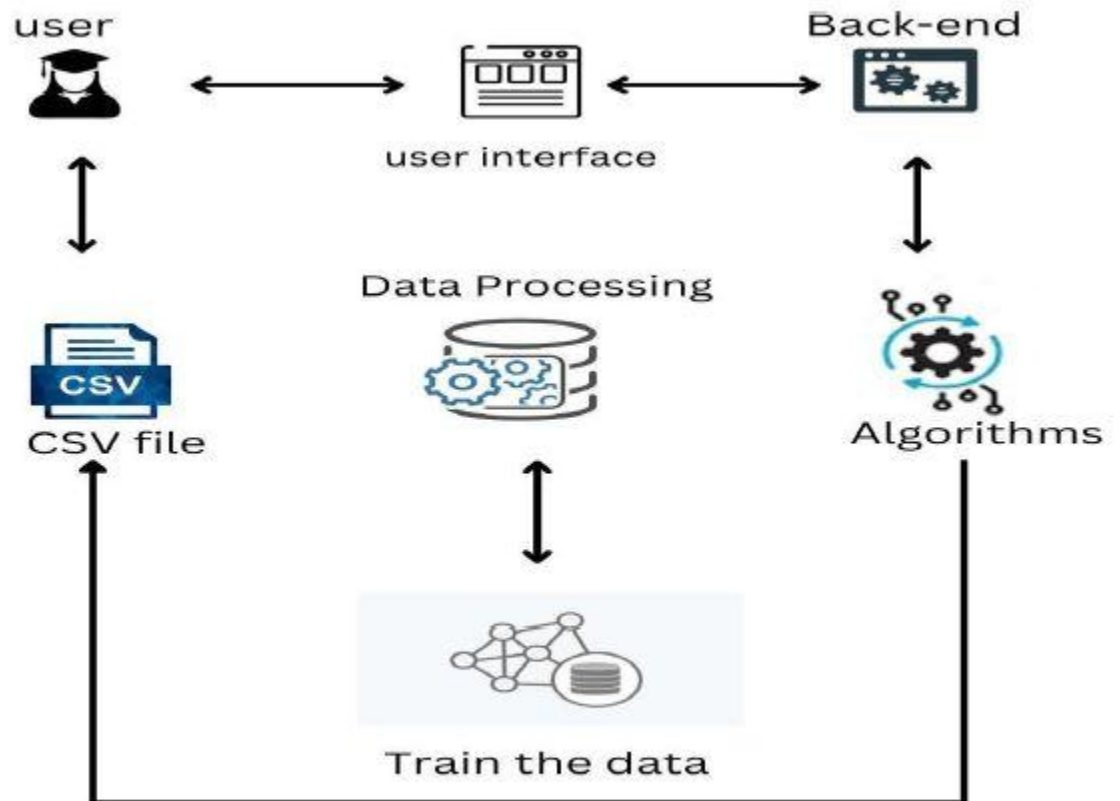 user
Back-end
user interface
Data Processing
CSV
CSV file
Algorithms
Train the data